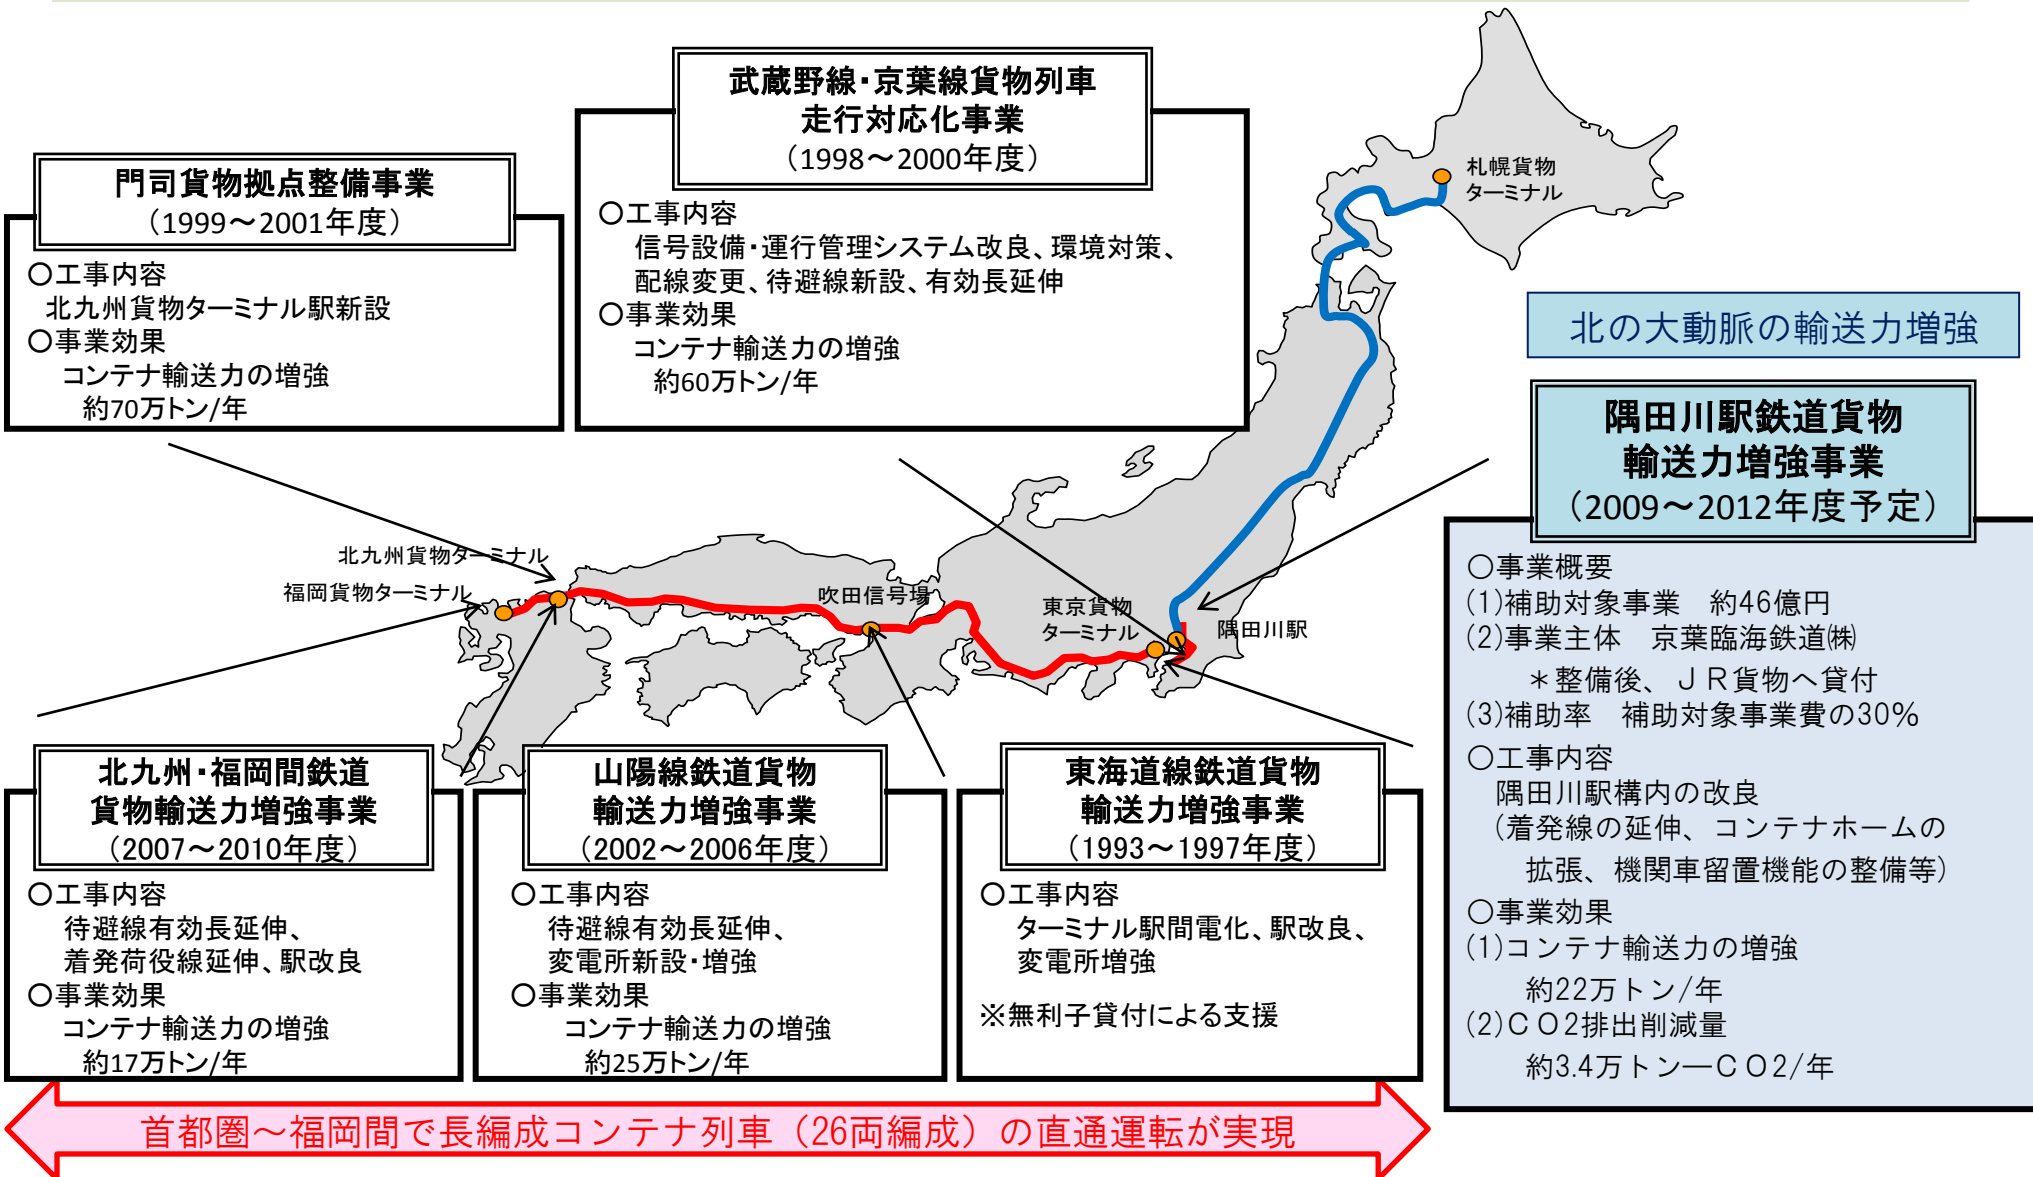 武蔵野線・京葉線貨物列車
走行対応化事業
（1998～2000年度）
○工事内容
信号設備・運行管理システム改良、環境対策、
配線変更、待避線新設、有効長延伸
○事業効果
コンテナ輸送力の増強
約60万トン/年
門司貨物拠点整備事業
（1999～2001年度）
○工事内容
北九州貨物ターミナル駅新設
○事業効果
コンテナ輸送力の増強
約70万トン/年
札幌貨物
ターミナル
北の大動脈の輸送力増強
隅田川駅鉄道貨物
輸送力増強事業
（2009～2012年度予定）
○事業概要
(1)補助対象事業　約46億円
(2)事業主体　京葉臨海鉄道㈱
＊整備後、ＪＲ貨物へ貸付
(3)補助率　補助対象事業費の30％
○工事内容
隅田川駅構内の改良
（着発線の延伸、コンテナホームの
拡張、機関車留置機能の整備等）
○事業効果
(1)コンテナ輸送力の増強
約22万トン/年
(2)ＣＯ2排出削減量
約3.4万トン―ＣＯ2/年
北九州貨物ターミナル
福岡貨物ターミナル
吹田信号場
東京貨物
ターミナル
隅田川駅
北九州・福岡間鉄道
貨物輸送力増強事業
（2007～2010年度）
○工事内容
待避線有効長延伸、
着発荷役線延伸、駅改良
○事業効果
コンテナ輸送力の増強
約17万トン/年
山陽線鉄道貨物
輸送力増強事業
（2002～2006年度）
○工事内容
待避線有効長延伸、
変電所新設・増強
○事業効果
コンテナ輸送力の増強
約25万トン/年
東海道線鉄道貨物
輸送力増強事業
（1993～1997年度）
○工事内容
ターミナル駅間電化、駅改良、
変電所増強
※無利子貸付による支援
首都圏～福岡間で長編成コンテナ列車（26両編成）の直通運転が実現